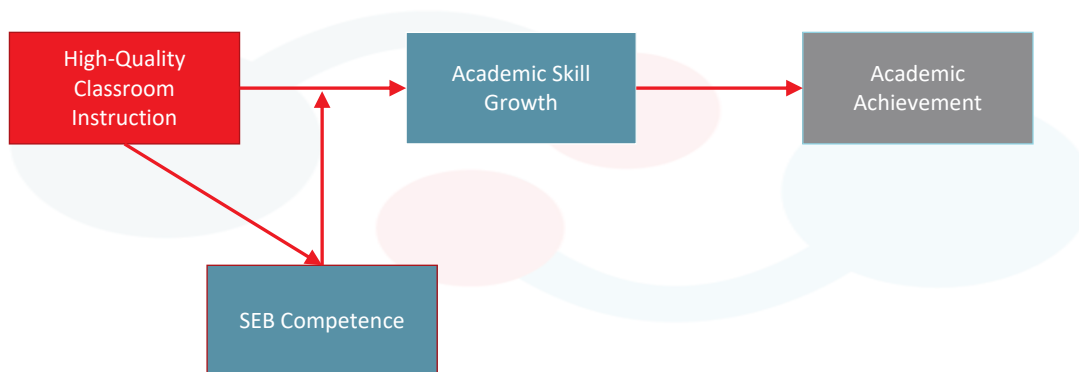 High-Quality
Classroom
Instruction
Academic Skill
Growth
Academic
Achievement
SEB Competence